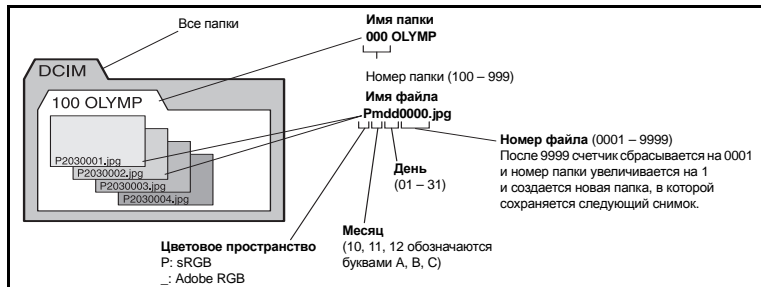 Все папки
Имя папки
000 OLYMP
Номер папки (100 – 999)
DCIM
100 OLYMP
P2030001.jpg
P2030002.jpg
P2030003.jpg
P2030004.jpg
Имя файла
Pmdd0000.jpg
Номер файла (0001 – 9999)
После 9999 счетчик сбрасывается на 0001
и номер папки увеличивается на 1
и создается новая папка, в которой
сохраняется следующий снимок.
День
(01 – 31)
Месяц
(10, 11, 12 обозначаются
буквами A, B, C)
Цветовое пространство
P: sRGB
_: Adobe RGB